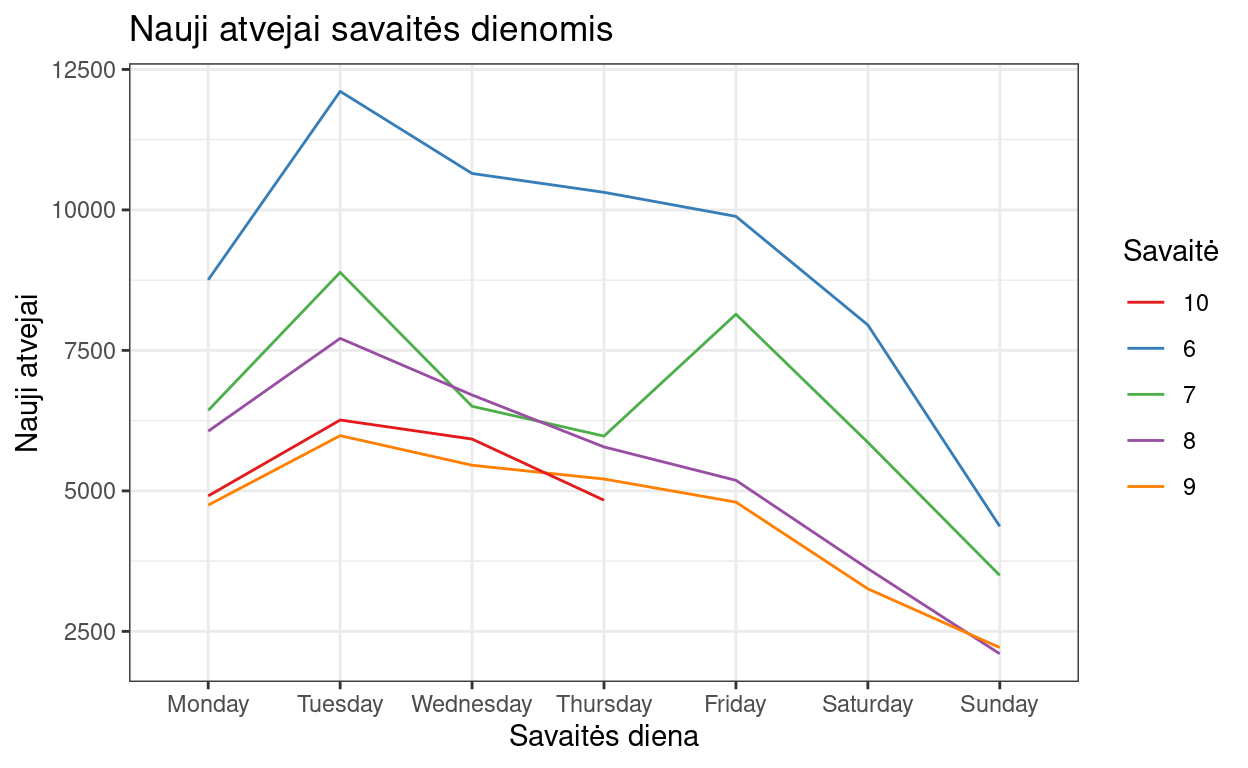 Nauji atvejai savaitės dienomis
Nauji atvejai
12500
10000
7500
5000
2500
Monday Tuesday Wednesday Thursday Friday Saturday Sunday
Savaitės diena
Savaitė
10
6
7
8
9